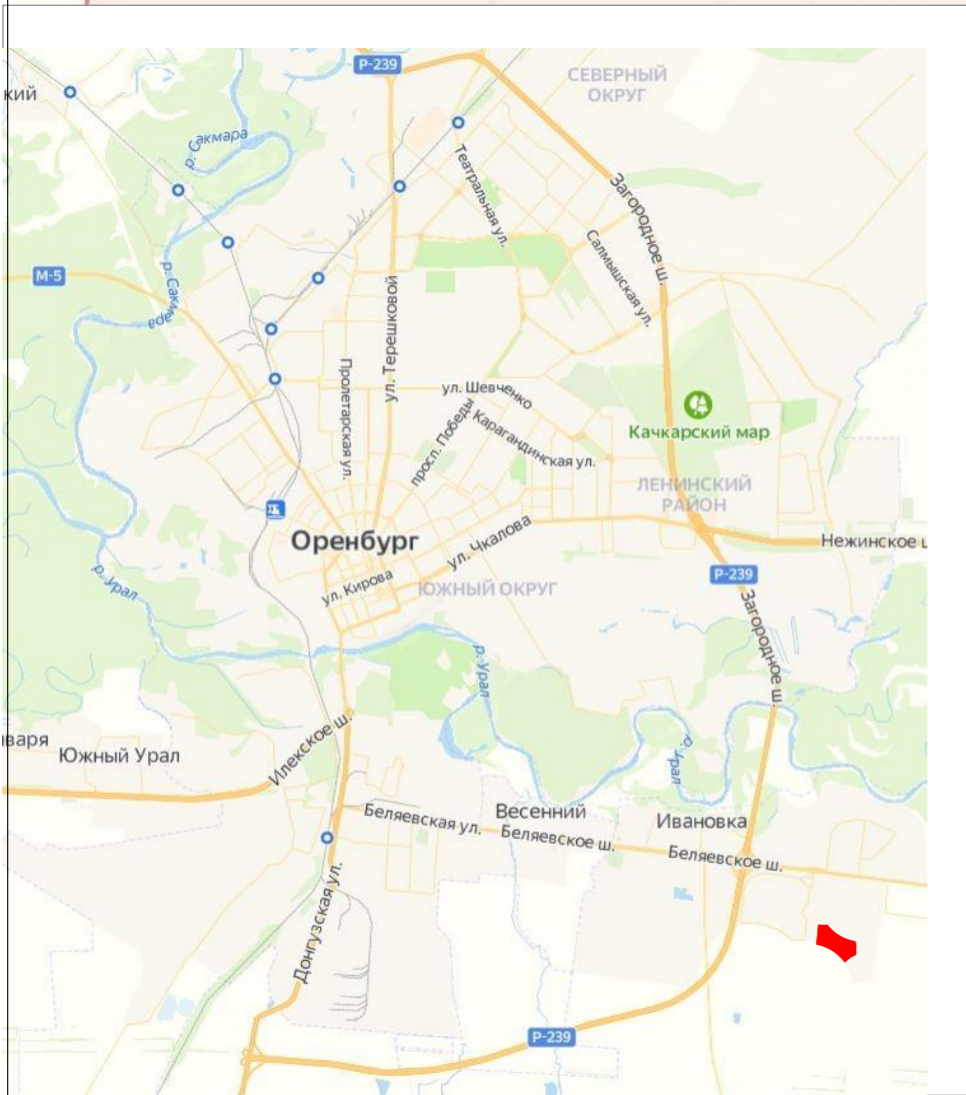 Р-239
СЕВЕРНЫЙ
ОКРУГ
кий
р. Сакмара
Театральная ул.
Загородное ш.
Салмышская ул.
М-5
р. Сакмара
ул. Терешковой
Пролетарская ул.
ул. Шевченко
просп. Победы
Карагандинская ул.
Качкарский мар
ЛЕНИНСКИЙ
РАЙОН
Оренбург
ул. Чкалова
Нежинское ш
р. Урал
ул. Кирова
ЮЖНЫЙ ОКРУГ
Р-239
Загородное ш.
р. Урал
р. Урал
варя
Южный Урал
Илекское ш.
Беляевская ул.
Весенний
Беляевское ш.
Ивановка
Беляевское ш.
Донгузская ул.
Р-239